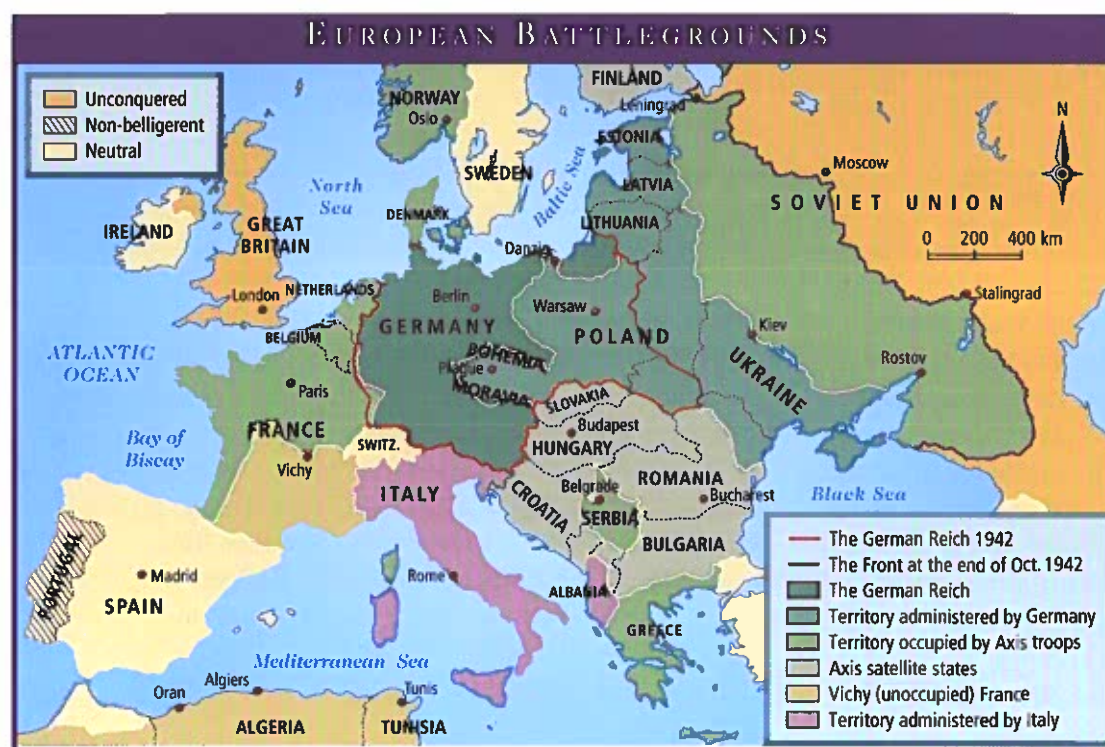 EUROPEAN BATTLEGROUNDS
Unconquered
Non-belligerent
Neutral
FINLAND
NORWAY
Leningrad
Oslo
N
ESTONIA
SWEDEN
Moscow
North
Sea
Baltic Sea
LATVIA
SOVIET UNION
DENMARK
LITHUANIA
IRELAND
GREAT
BRITAIN
0 200 400 km
Danzig
NETHERLANDS
Berlin
Stalingrad
London
Warsaw
GERMANY
POLAND
Kiev
BELGIUM
ATLANTIC
OCEAN
BOHEMIA
Plague
Rostov
UKRAINE
Paris
MORAVIA
SLOVAKIA
FRANCE
Budapest
Bay of
Biscay
SWITZ.
HUNGARY
Vichy
ROMANIA
ITALY
Belgrade
Bucharest
Black Sea
CROATIA
SERBIA
BULGARIA
PORTUGAL
Madrid
Rome
ALBANIA
SPAIN
GREECE
Mediterranean Sea
Algiers
Oran
Tunis
ALGERIA
TUNSIA
The German Reich 1942
The Front at the end of Oct. 1942
The German Reich
Territory administered by Germany
Territory occupied by Axis troops
Axis satellite states
Vichy (unoccupied) France
Territory administered by Italy